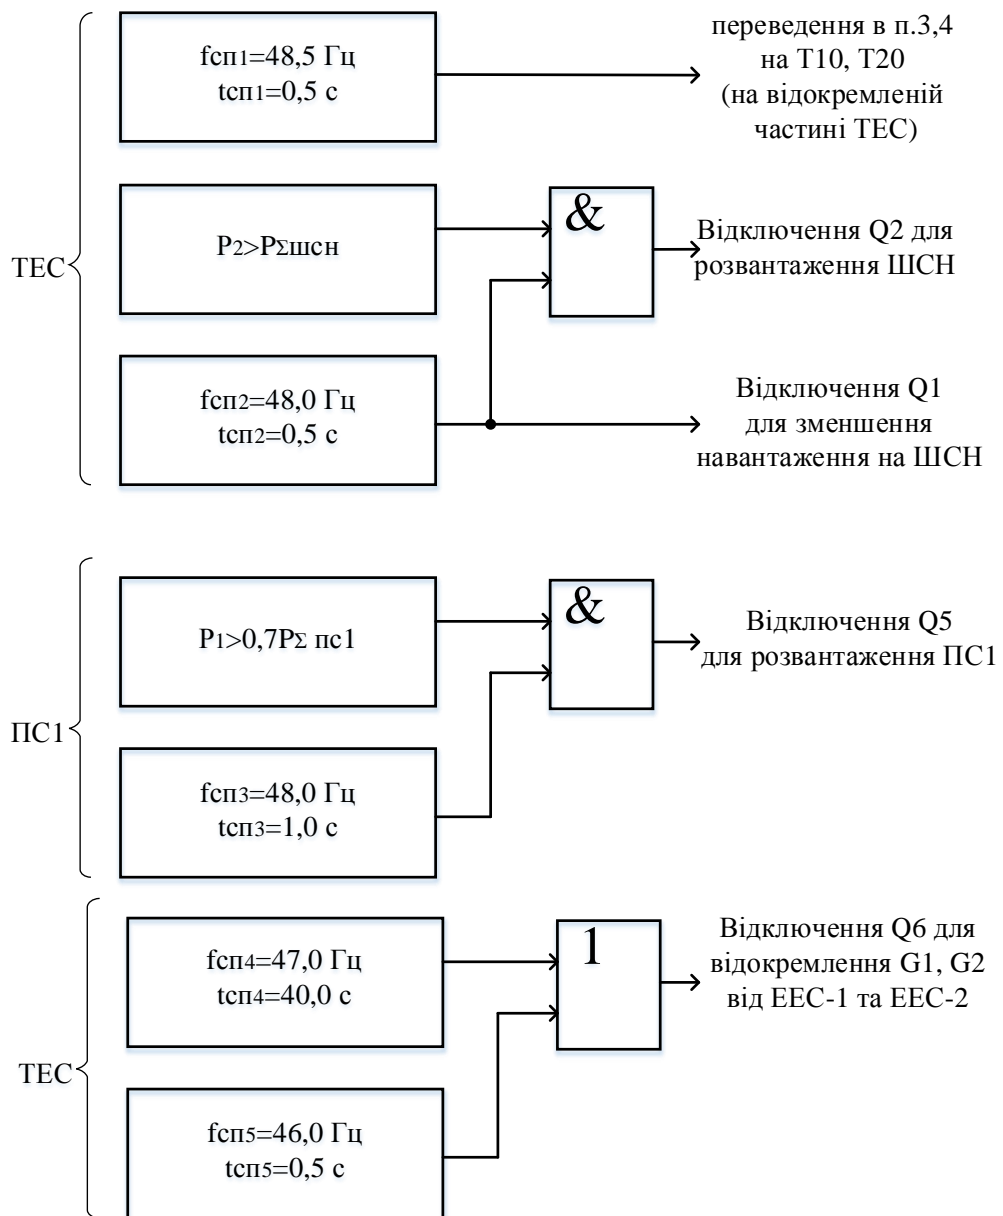 fсп1=48,5 Гц
tсп1=0,5 с
переведення в п.3,4
на Т10, Т20
(на відокремленій
частині ТЕС)
ТЕС
P2>PΣшсн
&
Відключення Q2 для
розвантаження ШСН
fсп2=48,0 Гц
tсп2=0,5 с
Відключення Q1
для зменшення
навантаження на ШСН
ПС1
P1>0,7PΣ пс1
&
Відключення Q5
для розвантаження ПС1
fсп3=48,0 Гц
tсп3=1,0 с
ТЕС
fсп4=47,0 Гц
tсп4=40,0 с
1
Відключення Q6 для
відокремлення G1, G2
від ЕЕС-1 та ЕЕС-2
fсп5=46,0 Гц
tсп5=0,5 с